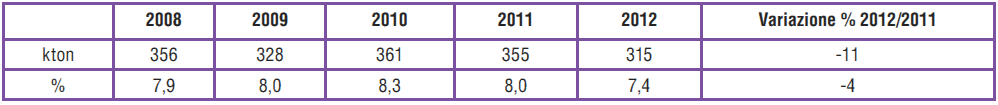 2008 2009 2010 2011 2012 Variazione % 2012/2011
kton 356 328 361 355 315 -11
% 7,9 8,0 8,3 8,0 7,4 -4